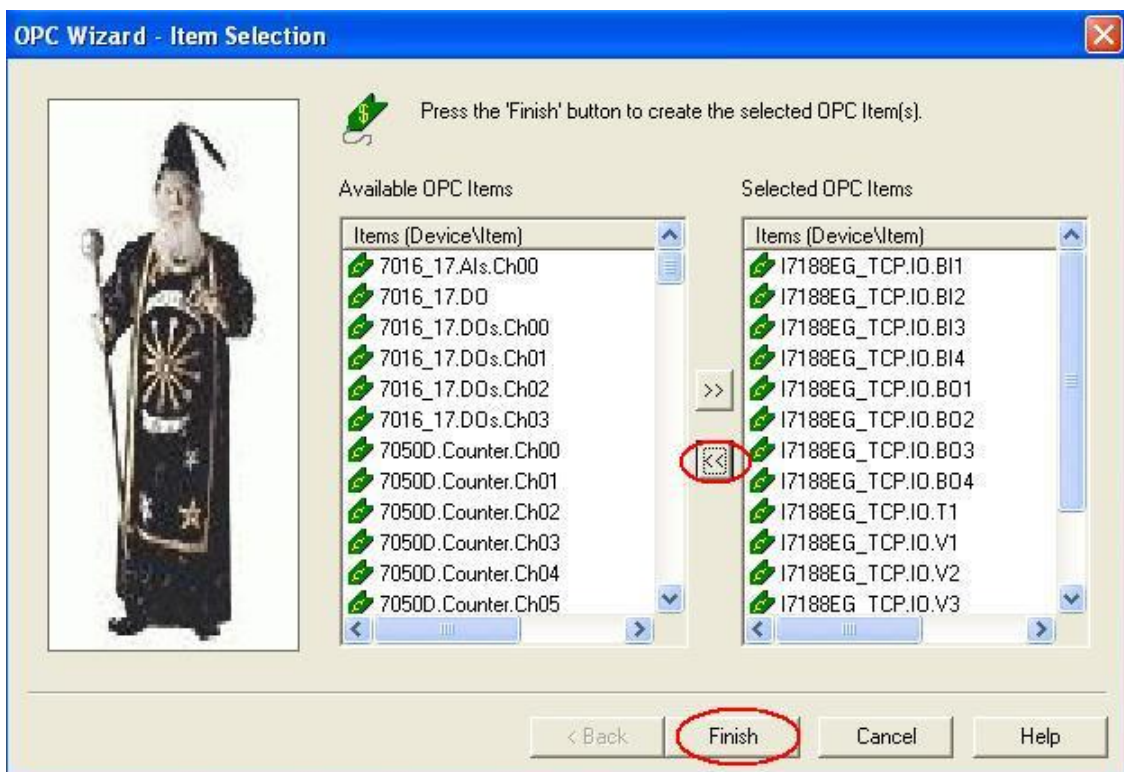 OPC Wizard - Item Selection
Press the 'Finish' button to create the selected OPC Item(s).
Available OPC Items
Items (Device\Item)
7016_17.AIs.Ch00
7016_17.DO
7016_17.DOs.Ch00
7016_17.DOs.Ch01
7016_17.DOs.Ch02
7016_17.DOs.Ch03
7050D.Counter.Ch00
7050D.Counter.Ch01
7050D.Counter.Ch02
7050D.Counter.Ch03
7050D.Counter.Ch04
7050D.Counter.Ch05
>>
<<
Selected OPC Items
Items (Device\Item)
I7188EG_TCP.IO.BI1
I7188EG_TCP.IO.BI2
I7188EG_TCP.IO.BI3
I7188EG_TCP.IO.BI4
I7188EG_TCP.IO.BO1
I7188EG_TCP.IO.BO2
I7188EG_TCP.IO.BO3
I7188EG_TCP.IO.BO4
I7188EG_TCP.IO.T1
I7188EG_TCP.IO.V1
I7188EG_TCP.IO.V2
I7188EG_TCP.IO.V3
< Back
Finish
Cancel
Help